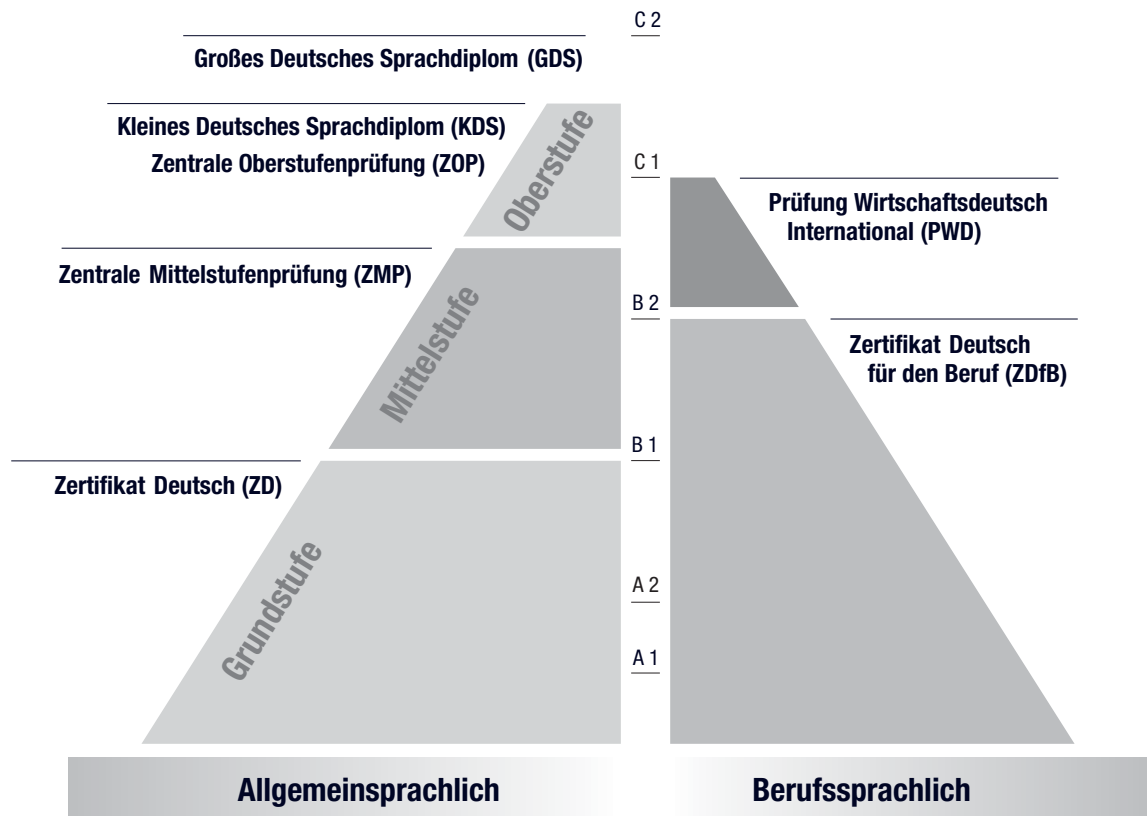 C 2
Großes Deutsches Sprachdiplom (GDS)
Kleines Deutsches Sprachdiplom (KDS)
Zentrale Oberstufenprüfung (ZOP)
Oberstufe
C 1
Prüfung Wirtschaftsdeutsch
International (PWD)
Zentrale Mittelstufenprüfung (ZMP)
Mittelstufe
B 2
Zertifikat Deutsch
für den Beruf (ZDfB)
B 1
Zertifikat Deutsch (ZD)
Grundstufe
A 2
A 1
Allgemeinsprachlich
Berufssprachlich